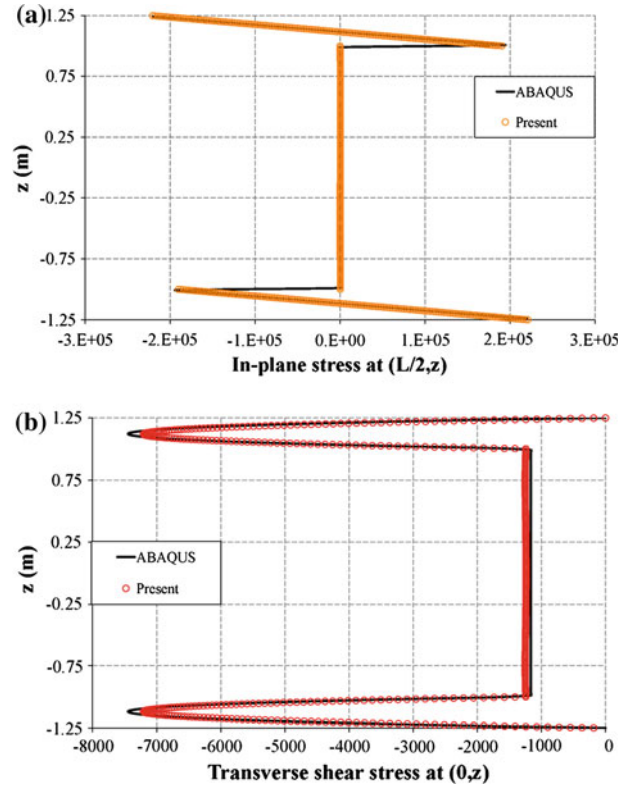 (a)
1.25
0.75
0.25
-0.25
-0.75
-1.25
z (m)
ABAQUS
Present
-3.E+05 -2.E+05 -1.E+05 0.E+00 1.E+05 2.E+05 3.E+05
In-plane stress at (L/2,z)
(b)
1.25
0.75
0.25
-0.25
-0.75
-1.25
z (m)
ABAQUS
Present
-8000 -7000 -6000 -5000 -4000 -3000 -2000 -1000 0
Transverse shear stress at (0,z)